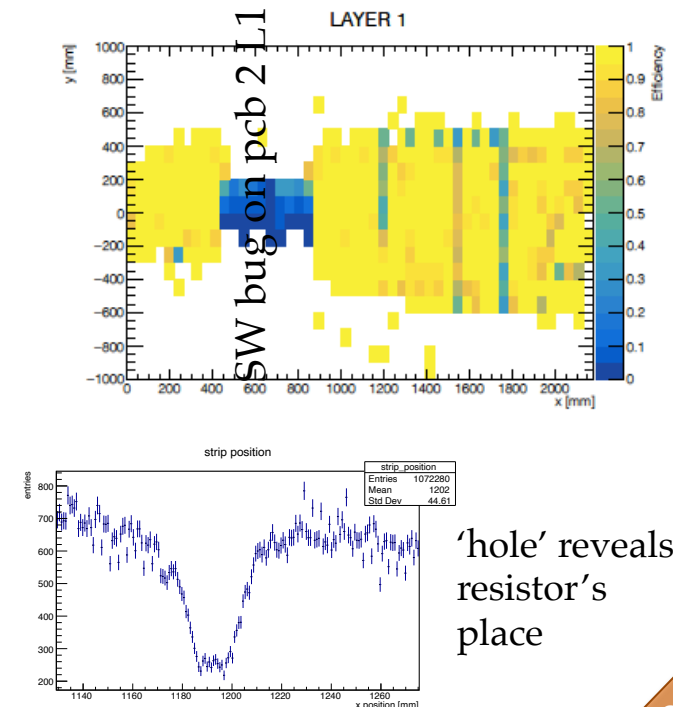 LAYER 1
y [mm]
1000
800
600
400
200
0
−200
−400
−600
−800
−1000
0 200 400 600 800 1000 1200 1400 1600 1800 2000
x [mm]
1
0.9
0.8
0.7
0.6
0.5
0.4
0.3
0.2
0.1
0
Efficiency
SW bug on pcb 2 L1
strip position
strip_position
Entries 1072280
Mean 1202
Std Dev 44.61
entries
800
700
600
500
400
300
200
1140 1160 1180 1200 1220 1240 1260
x position [mm]
‘hole’ reveals
resistor’s
place